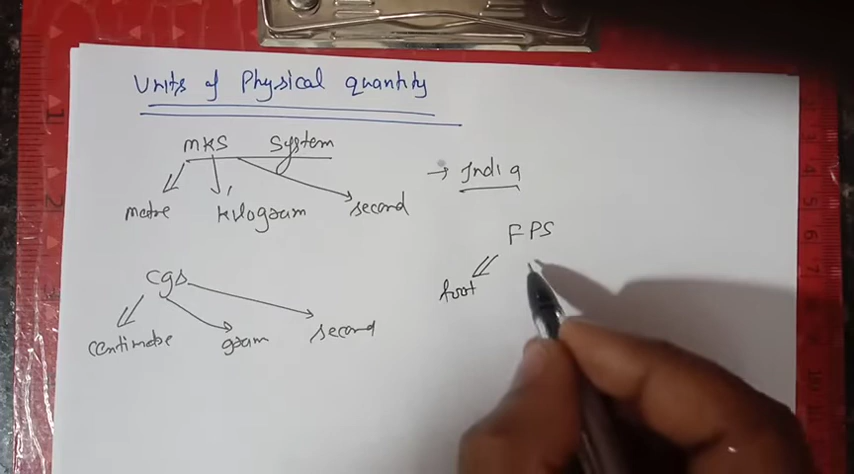 Units of Physical quantity
MKS System
→ India
metre kilogram second
FPS
foot
cgs
centimetre gram second